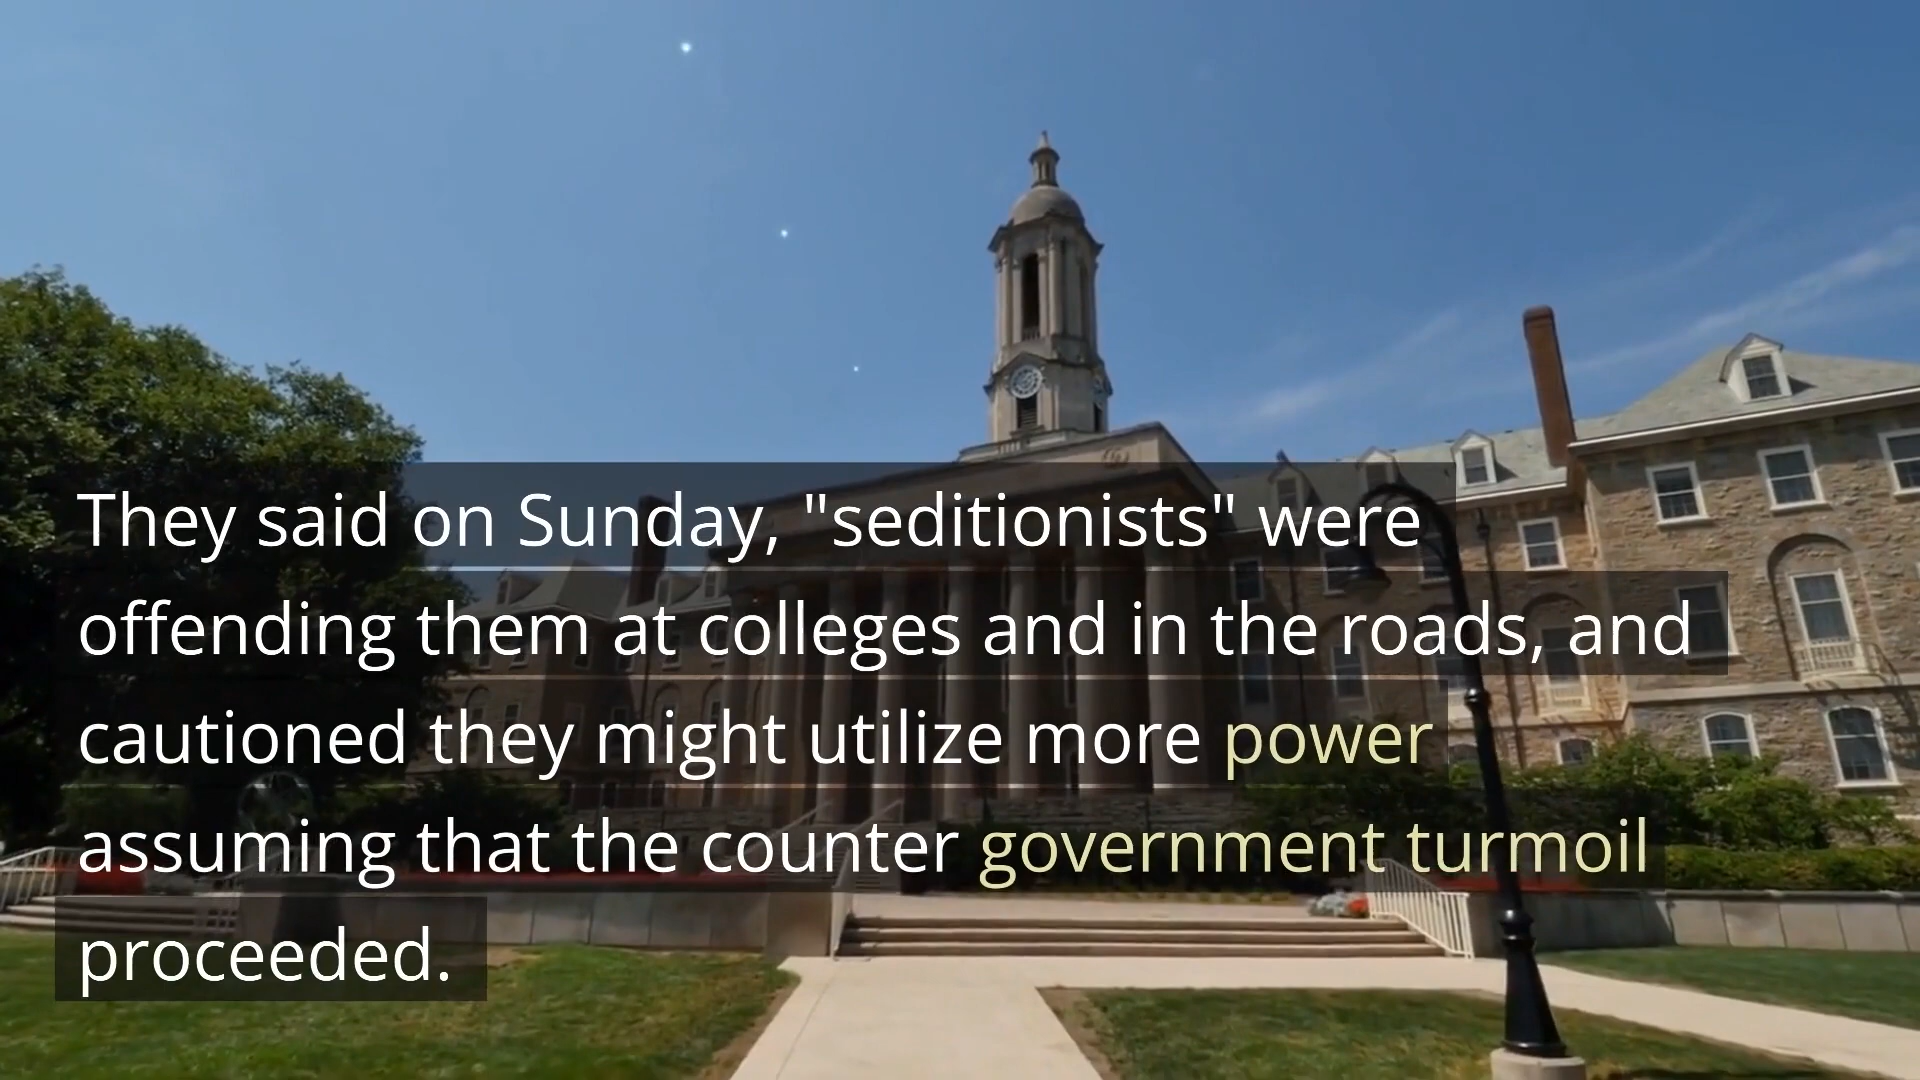 They said on Sunday, "seditionists" were
offending them at colleges and in the roads, and
cautioned they might utilize more power
assuming that the counter government turmoil
proceeded.